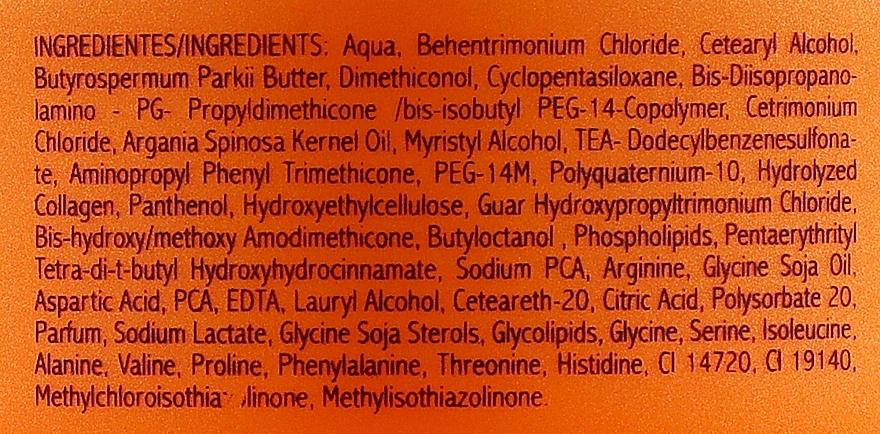 INGREDIENTES/INGREDIENTS: Aqua, Behentrimonium Chloride, Cetearyl Alcohol,
Butyrospermum Parkii Butter, Dimethiconol, Cyclopentasiloxane, Bis-Diisopropano-
lamino - PG- Propyldimethicone /bis-isobutyl PEG-14-Copolymer, Cetrimonium
Chloride, Argania Spinosa Kernel Oil, Myristyl Alcohol, TEA- Dodecylbenzenesulfona-
te, Aminopropyl Phenyl Trimethicone, PEG-14M, Polyquaternium-10, Hydrolyzed
Collagen, Panthenol, Hydroxyethylcellulose, Guar Hydroxypropyltrimonium Chloride,
Bis-hydroxy/methoxy Amodimethicone, Butyloctanol , Phospholipids, Pentaerythrityl
Tetra-di-t-butyl Hydroxyhydrocinnamate, Sodium PCA, Arginine, Glycine Soja Oil,
Aspartic Acid, PCA, EDTA, Lauryl Alcohol, Ceteareth-20, Citric Acid, Polysorbate 20,
Parfum, Sodium Lactate, Glycine Soja Sterols, Glycolipids, Glycine, Serine, Isoleucine,
Alanine, Valine, Proline, Phenylalanine, Threonine, Histidine, CI 14720, CI 19140,
Methylisothiazolinone.